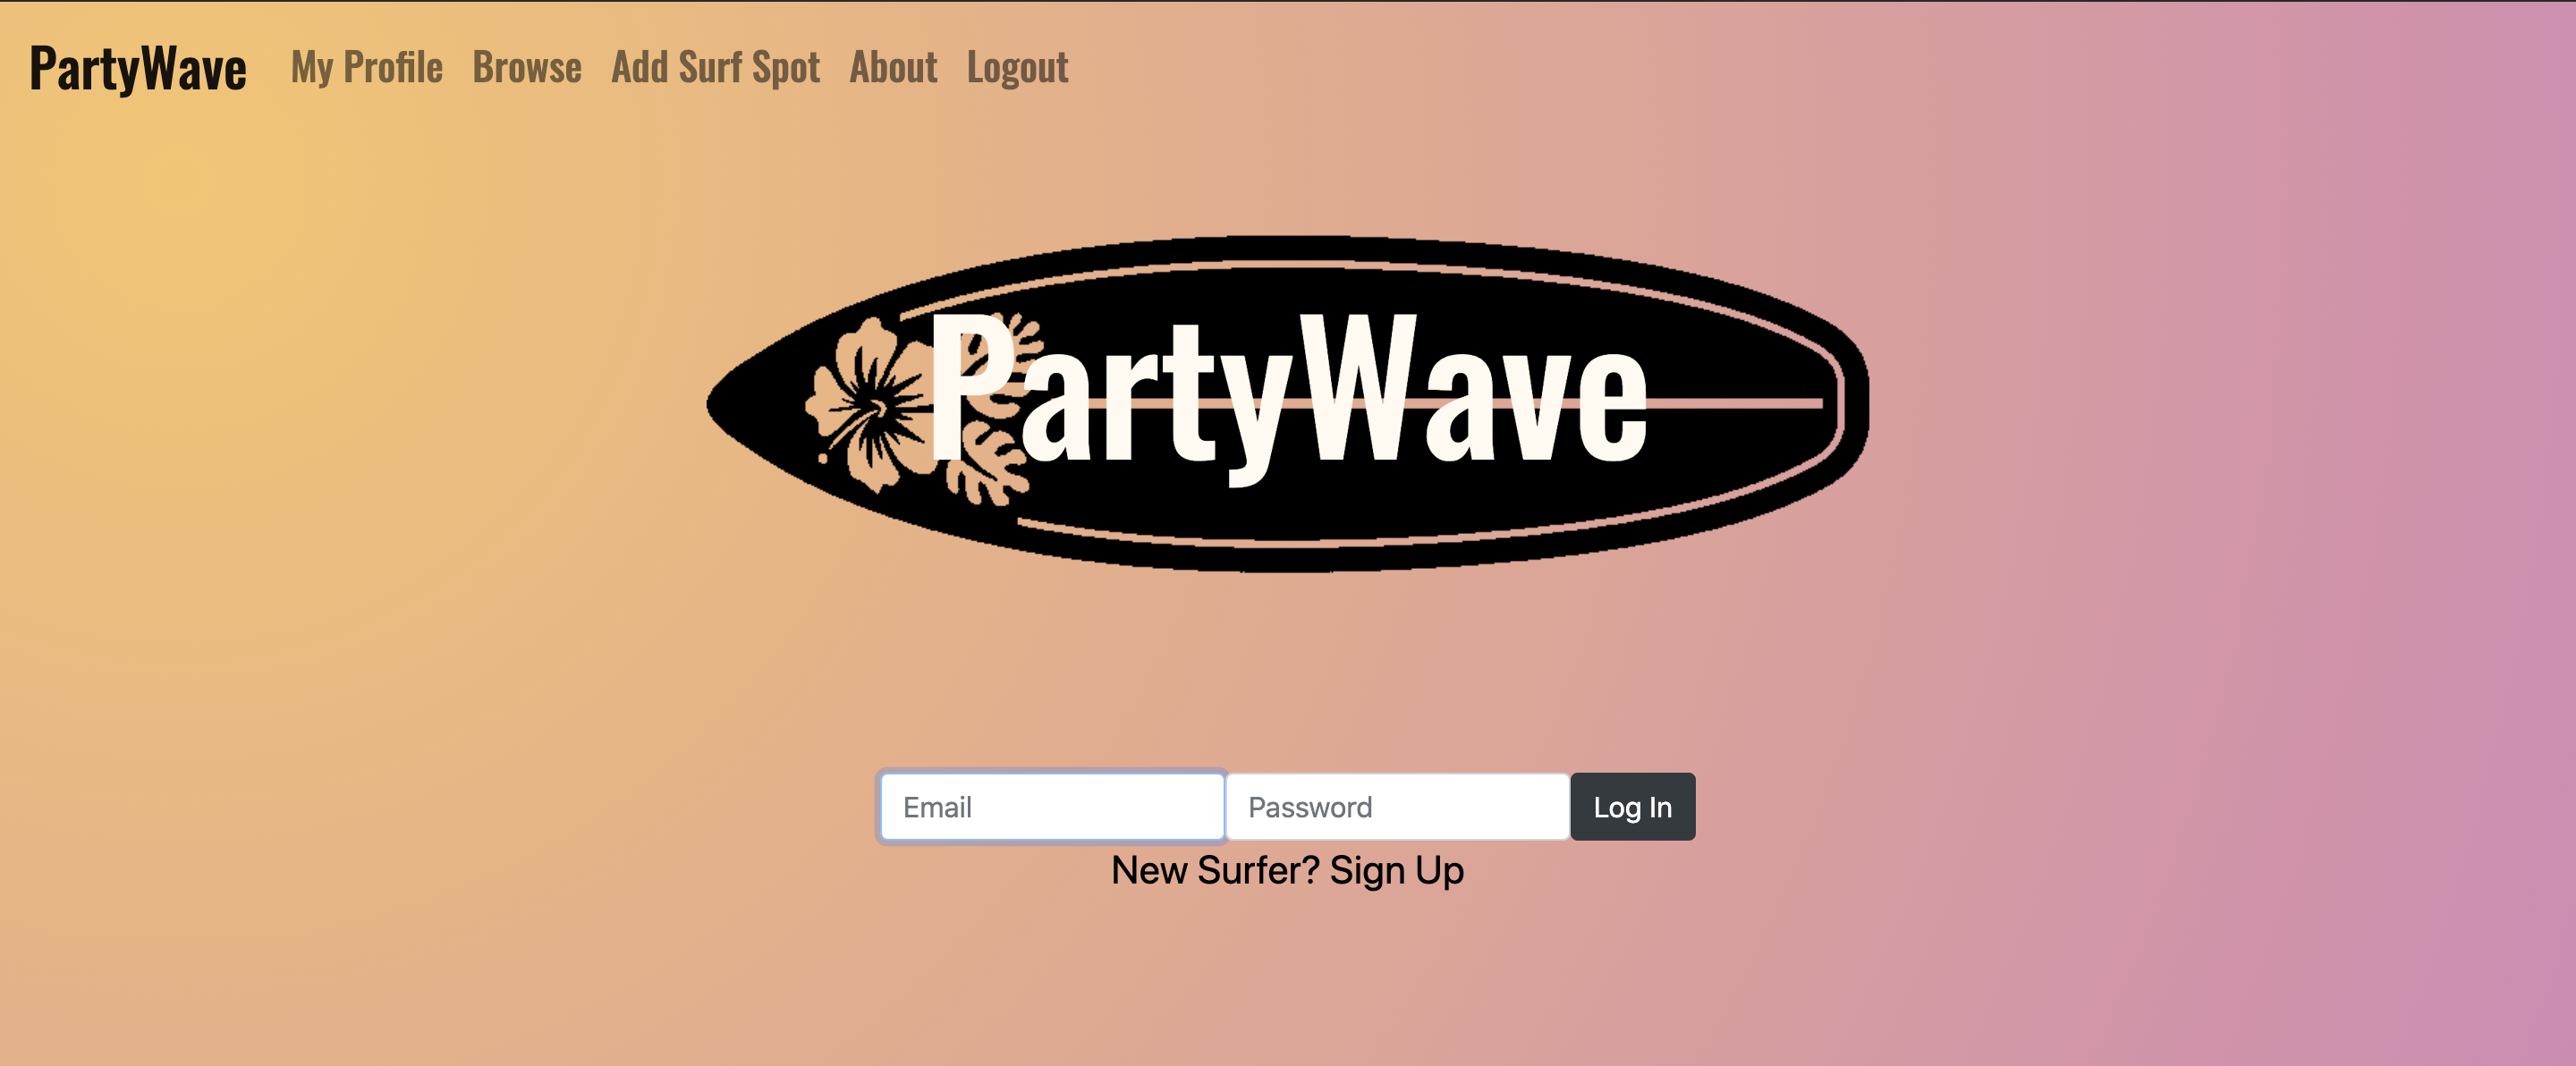 PartyWave My Profile Browse Add Surf Spot About Logout
PartyWave
Email Password Log In
New Surfer? Sign Up